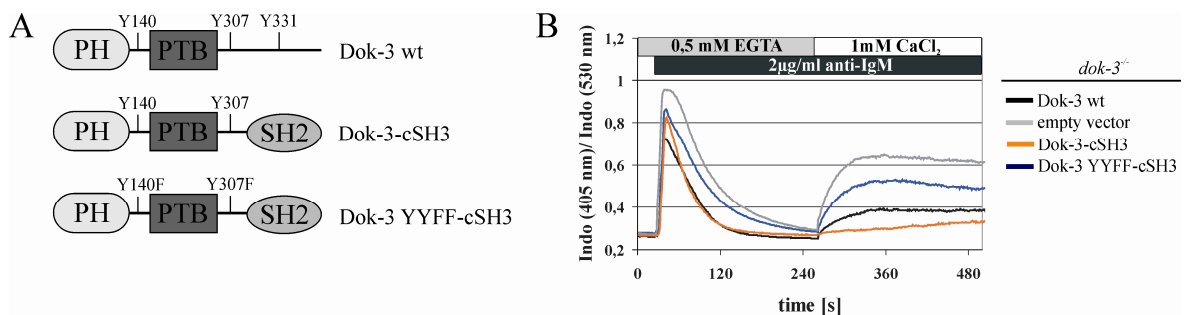 A
Y140 Y307 Y331
PH PTB Dok-3 wt
Y140 Y307
PH PTB SH2 Dok-3-cSH3
Y140F Y307F
PH PTB SH2 Dok-3 YYFF-cSH3
B
0,5 mM EGTA 1mM CaCl₂
2µg/ml anti-IgM
Indo (405 nm)/ Indo (530 nm)
1,2
1
0,8
0,6
0,4
0,2
0 120 240 360 480
time [s]
dok-3⁻/⁻
Dok-3 wt
empty vector
Dok-3-cSH3
Dok-3 YYFF-cSH3